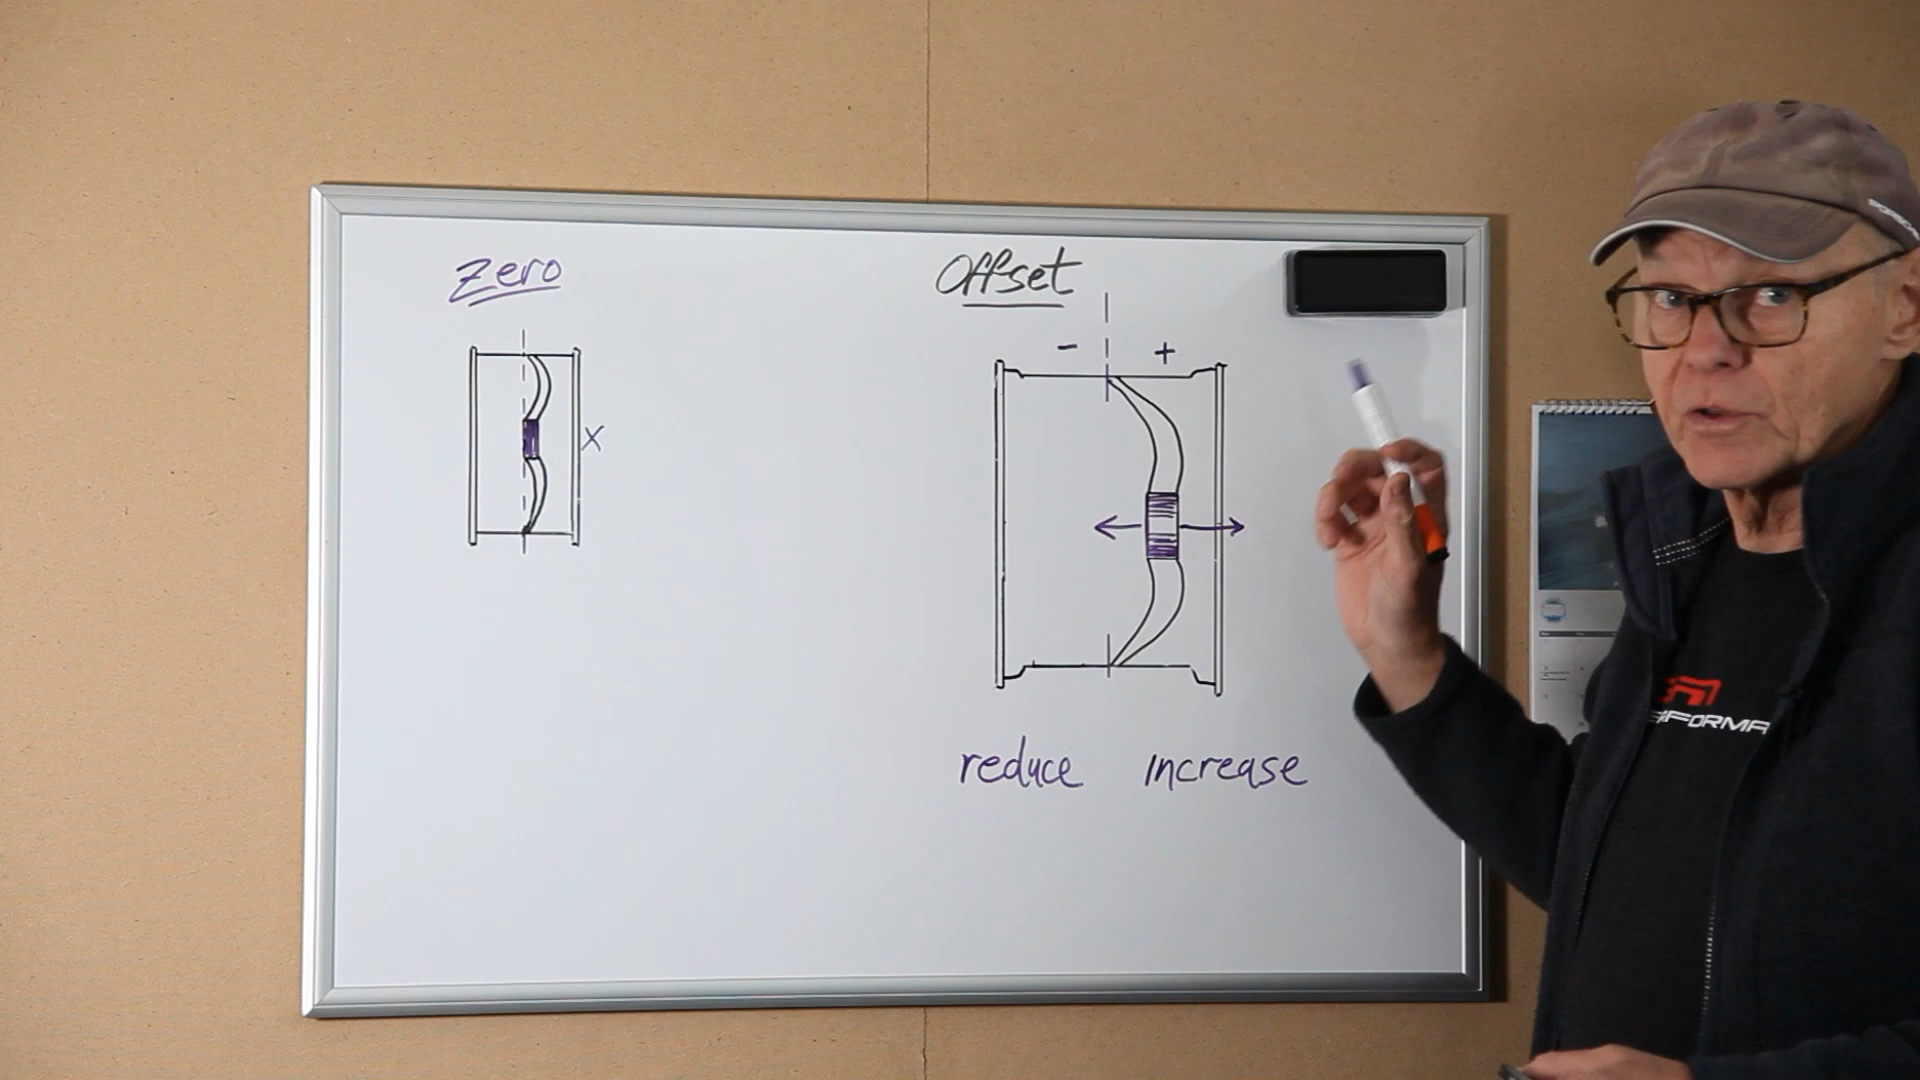 Zero
Offset
- +
X
reduce increase